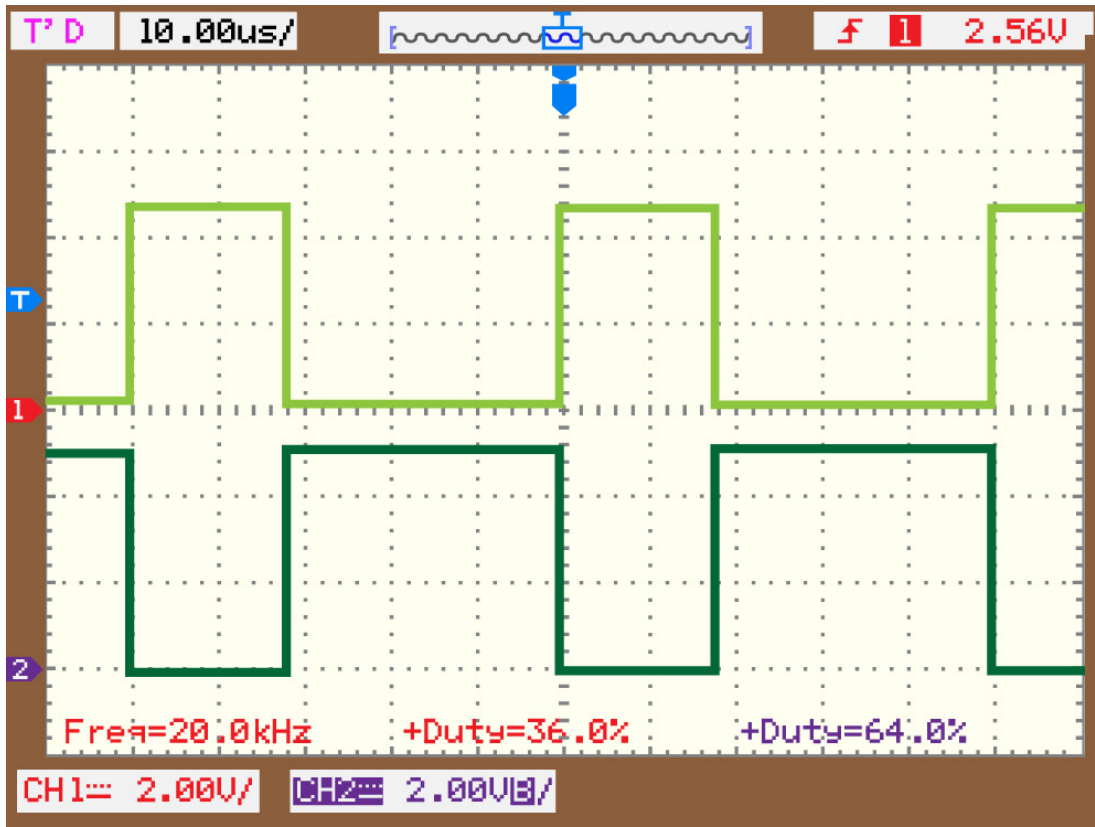 T’D 10.00us/ T 1 2.56V
T
1
2
Freq=20.0kHz +Duty=36.0% +Duty=64.0%
CH1 2.00V/ CH2 2.00VB/